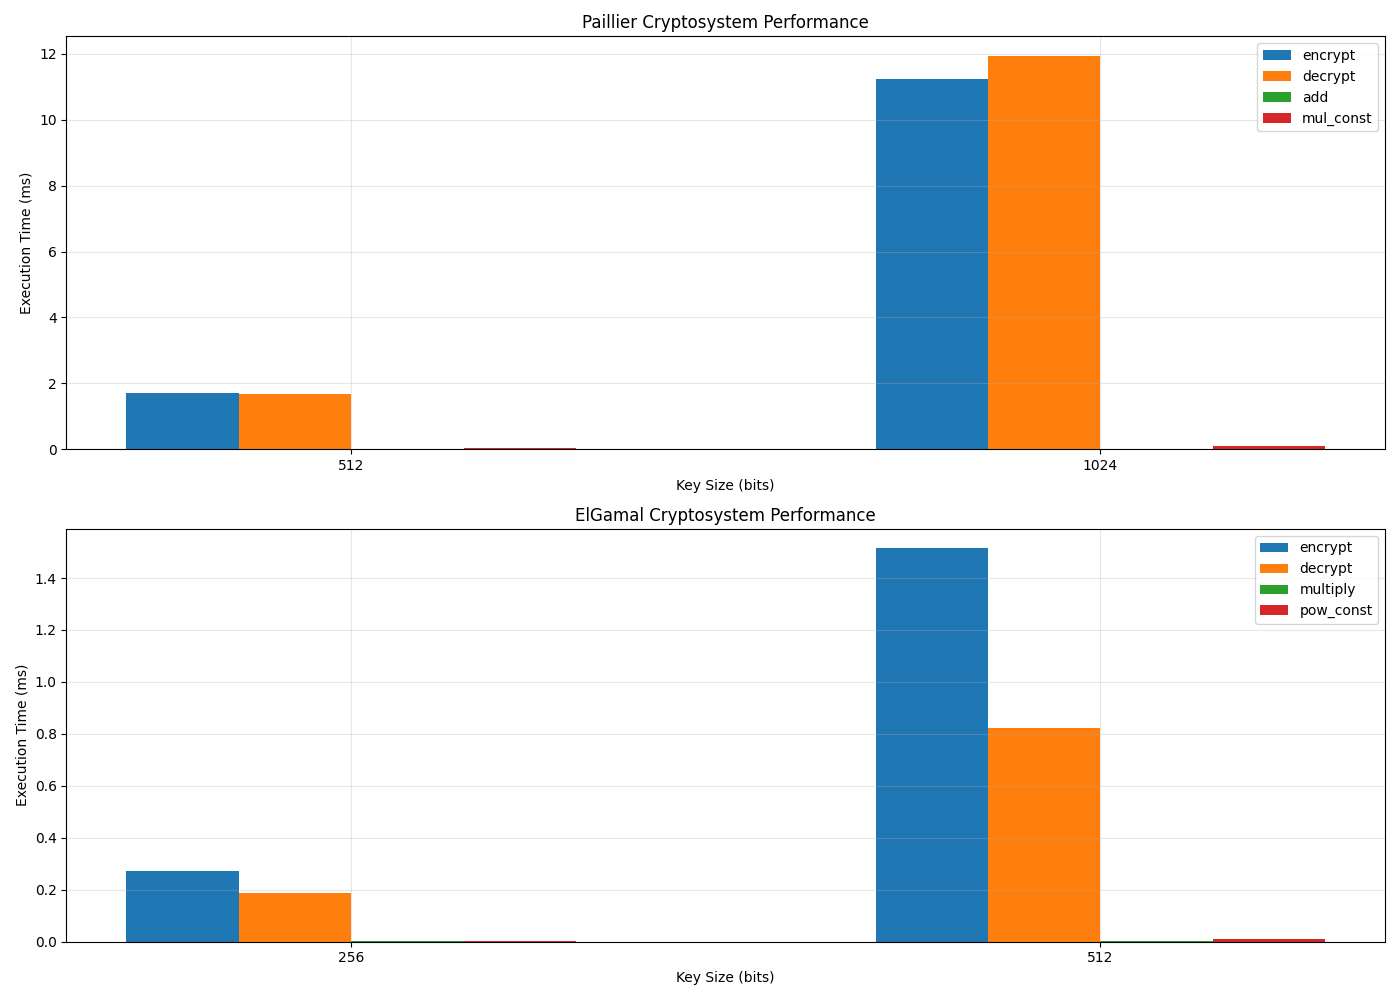 Paillier Cryptosystem Performance
12
10
8
6
4
2
0
Execution Time (ms)
encrypt
decrypt
add
mul_const
512
1024
Key Size (bits)
ElGamal Cryptosystem Performance
1.4
1.2
1.0
0.8
0.6
0.4
0.2
0.0
Execution Time (ms)
encrypt
decrypt
multiply
pow_const
256
512
Key Size (bits)